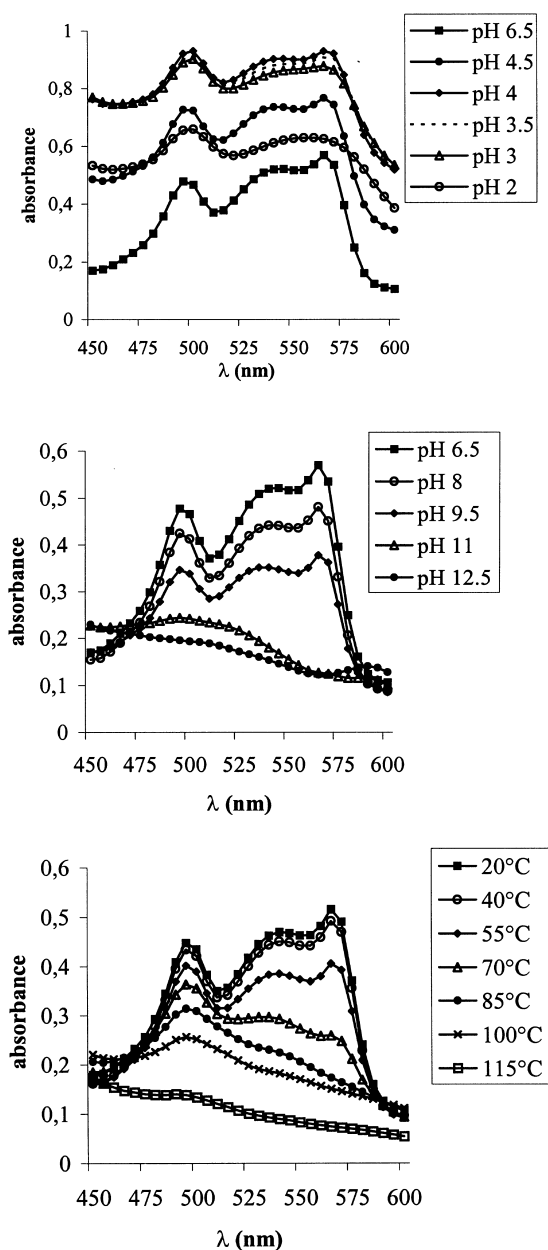 1
0,8
0,6
0,4
0,2
0
absorbance
450 475 500 525 550 575 600
λ (nm)
pH 6.5
pH 4.5
pH 4
pH 3.5
pH 3
pH 2
0,6
0,5
0,4
0,3
0,2
0,1
0
absorbance
450 475 500 525 550 575 600
λ (nm)
pH 6.5
pH 8
pH 9.5
pH 11
pH 12.5
0,6
0,5
0,4
0,3
0,2
0,1
0
absorbance
450 475 500 525 550 575 600
λ (nm)
20°C
40°C
55°C
70°C
85°C
100°C
115°C